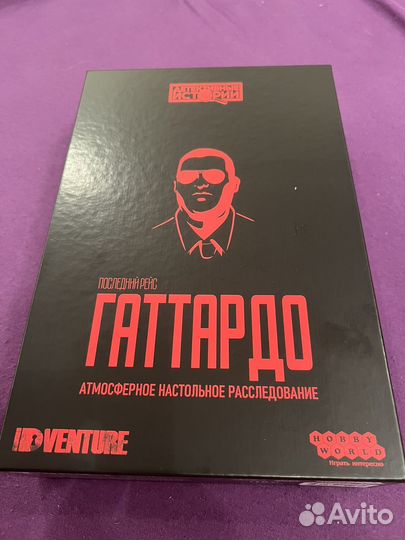 ДЕТЕКТИВНЫЕ
ИСТОРИИ
ПОСЛЕДНИЙ РЕЙС
ГАТТАРДО
АТМОСФЕРНОЕ НАСТОЛЬНОЕ РАССЛЕДОВАНИЕ
IDVENTURE
HOBBY
WORLD
Играть интересно
Avito